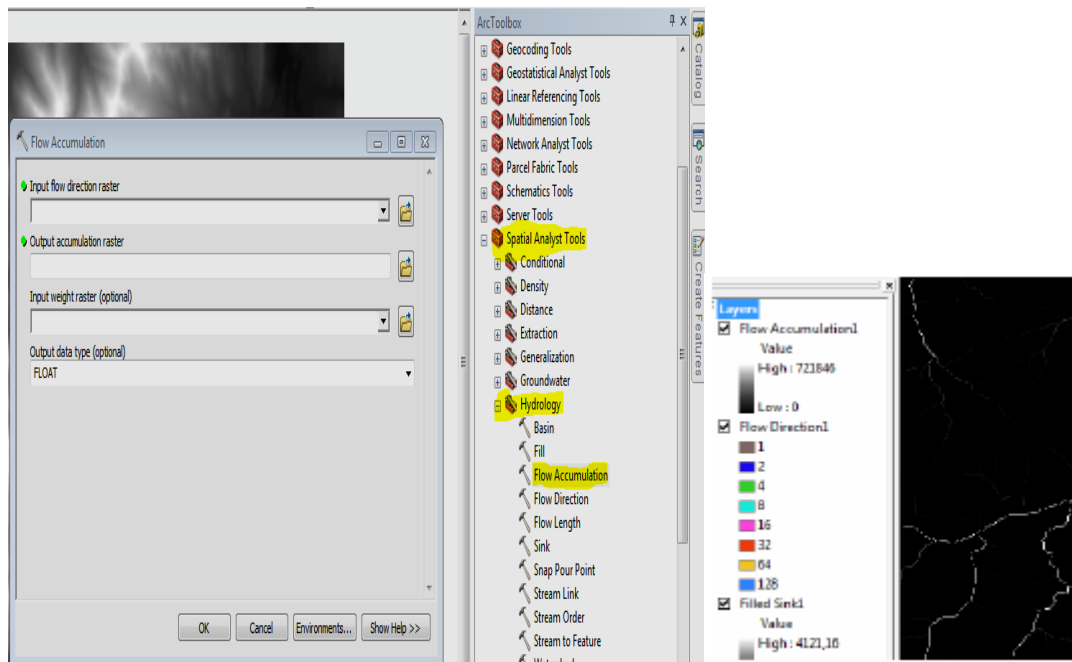 Flow Accumulation
Input flow direction raster
Output accumulation raster
Input weight raster (optional)
Output data type (optional)
FLOAT
OK
Cancel
Environments...
Show Help >>
ArcToolbox
Geocoding Tools
Geostatistical Analyst Tools
Linear Referencing Tools
Multidimension Tools
Network Analyst Tools
Parcel Fabric Tools
Schematics Tools
Server Tools
Spatial Analyst Tools
Conditional
Density
Distance
Extraction
Generalization
Groundwater
Hydrology
Basin
Fill
Flow Accumulation
Flow Direction
Flow Length
Sink
Snap Pour Point
Stream Link
Stream Order
Stream to Feature
Catalog
Search
Create Features
Layers
Flow Accumulation1
Value
High : 721846
Low : 0
Flow Direction1
1
2
4
8
16
32
64
128
Filled Sink1
Value
High : 4121,16